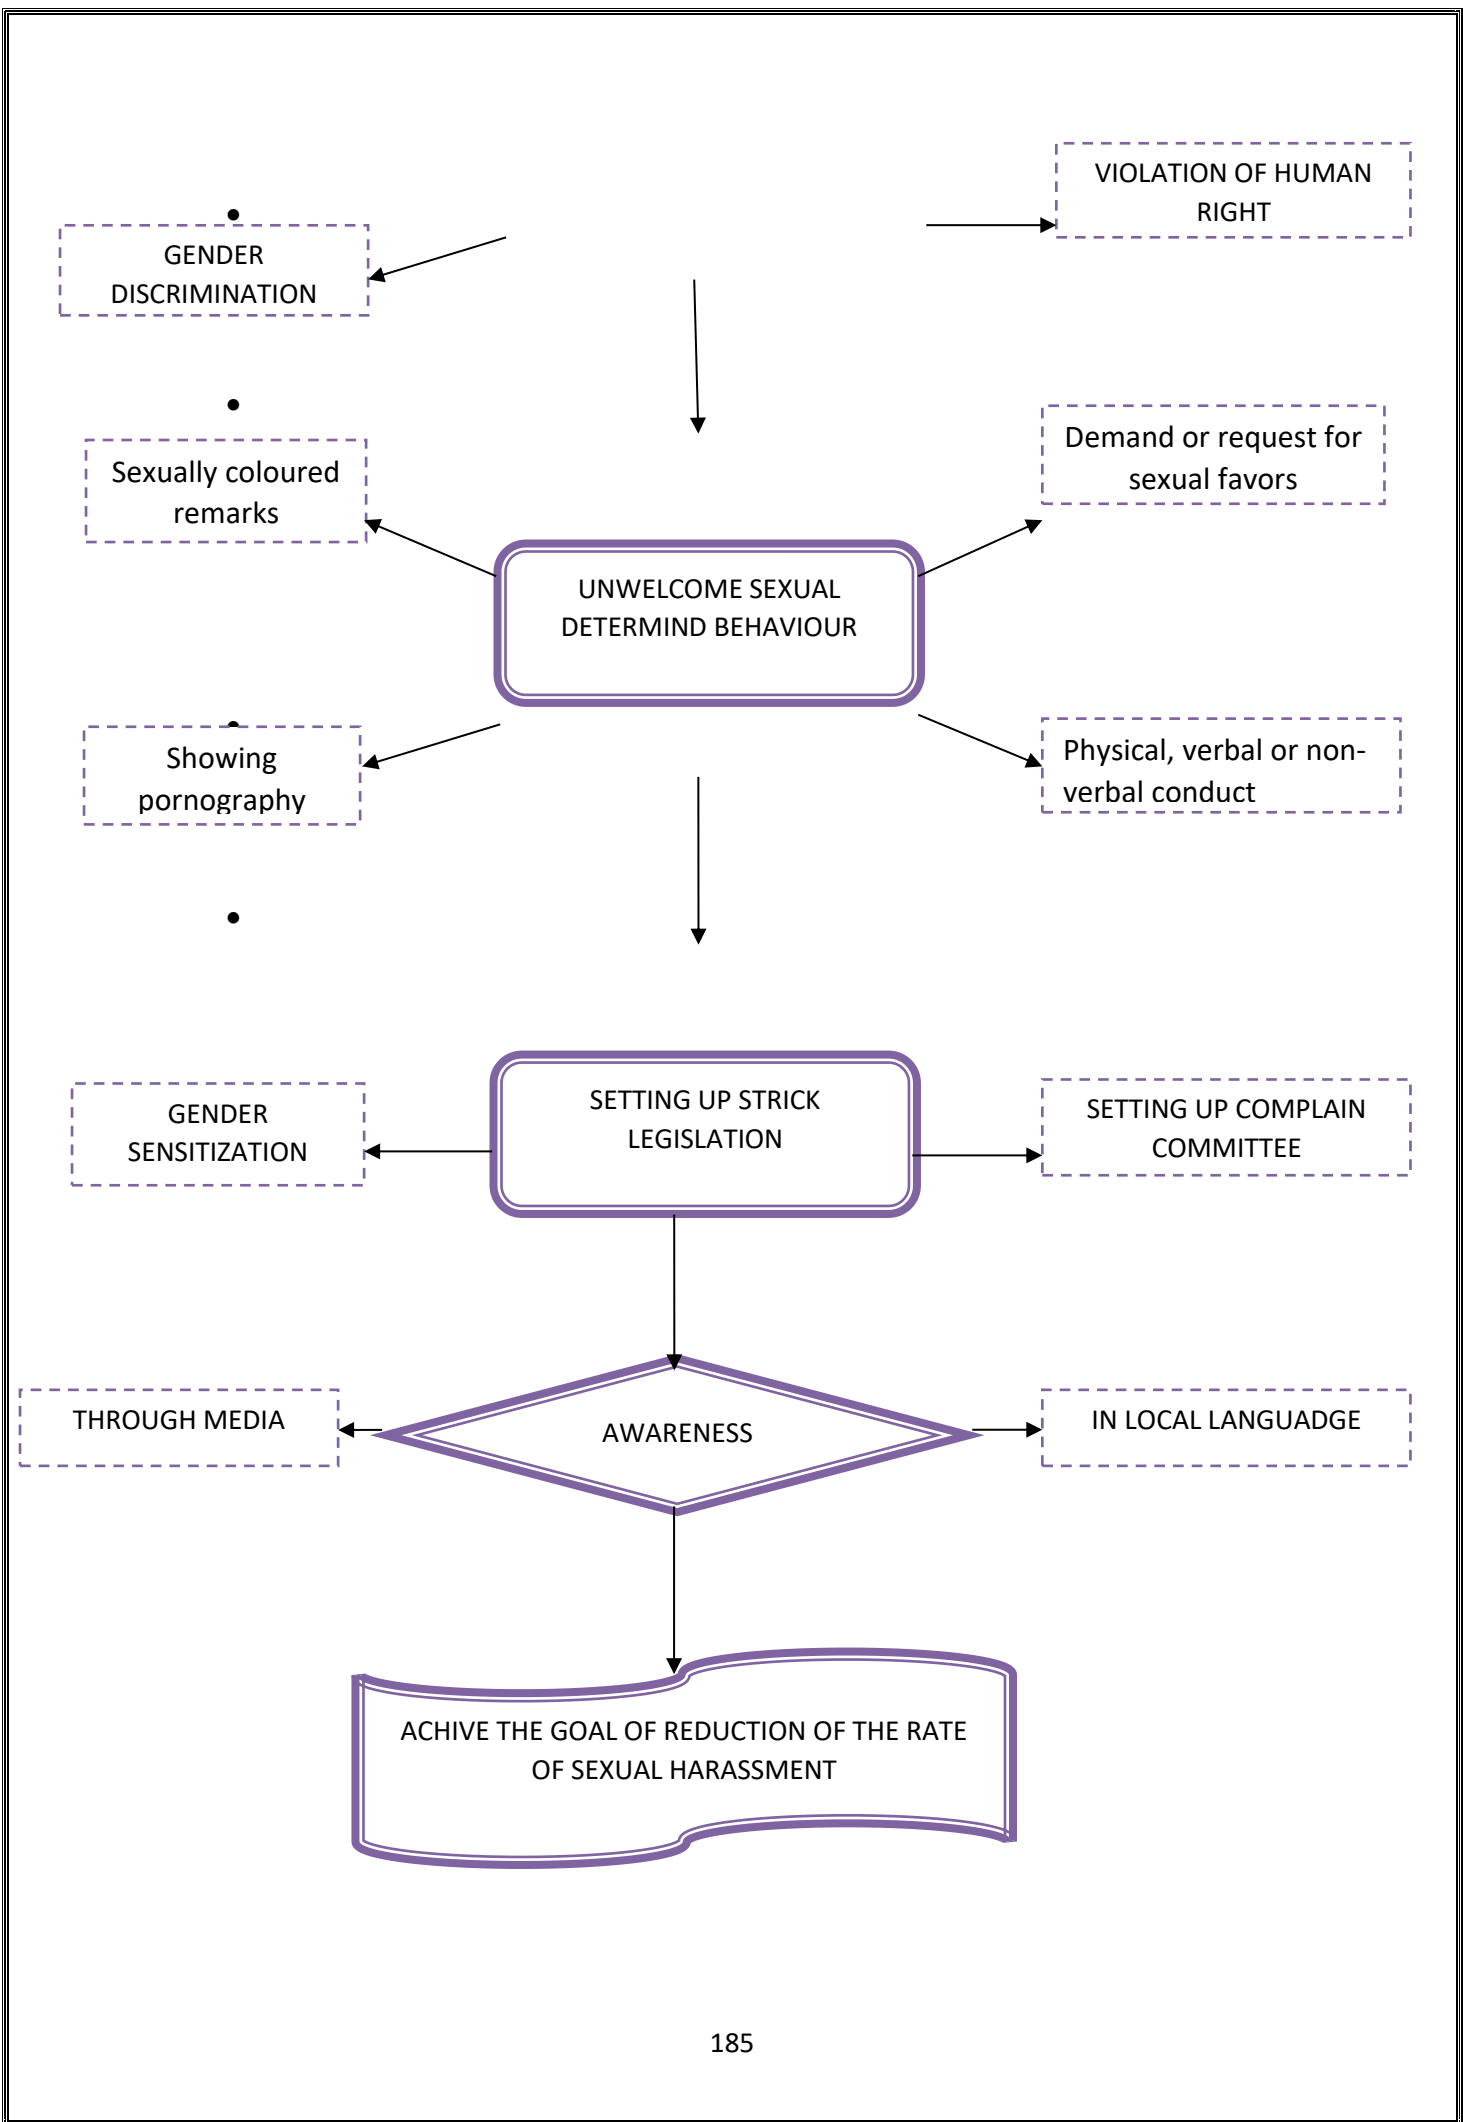 VIOLATION OF HUMAN
RIGHT
•
GENDER
DISCRIMINATION
•
Sexually coloured
remarks
Demand or request for
sexual favors
UNWELCOME SEXUAL
DETERMIND BEHAVIOUR
•
Showing
pornography
Physical, verbal or non-
verbal conduct
•
GENDER
SENSITIZATION
SETTING UP STRICK
LEGISLATION
SETTING UP COMPLAIN
COMMITTEE
THROUGH MEDIA
AWARENESS
IN LOCAL LANGUADGE
ACHIVE THE GOAL OF REDUCTION OF THE RATE
OF SEXUAL HARASSMENT
185